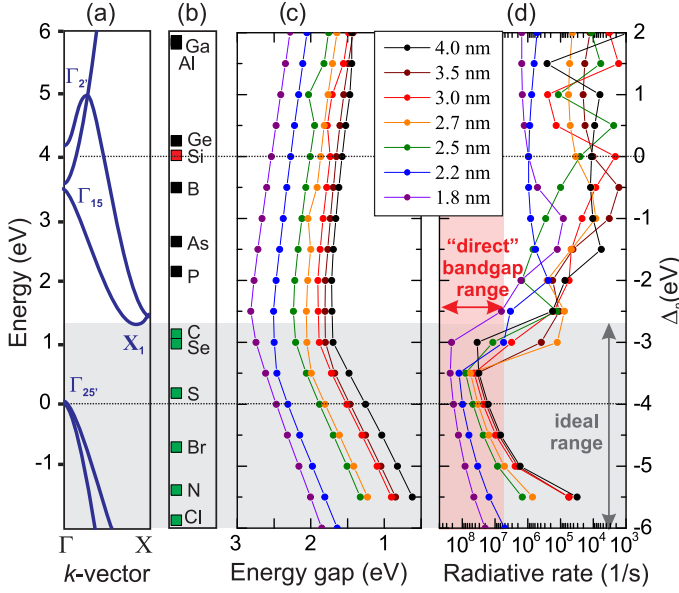 (a)
(b)
(c)
(d)
6
5
4
3
2
1
0
-1
Energy (eV)
Γ2'
Γ15
X1
Γ25'
Γ
X
k-vector
Ga
Al
Ge
Si
B
As
P
C
Se
S
Br
N
Cl
4.0 nm
3.5 nm
3.0 nm
2.7 nm
2.5 nm
2.2 nm
1.8 nm
3
2
1
Energy gap (eV)
"direct"
bandgap
range
ideal
range
10^8
10^7
10^6
10^5
10^4
10^3
Radiative rate (1/s)
2
1
0
-1
-2
-3
-4
-5
-6